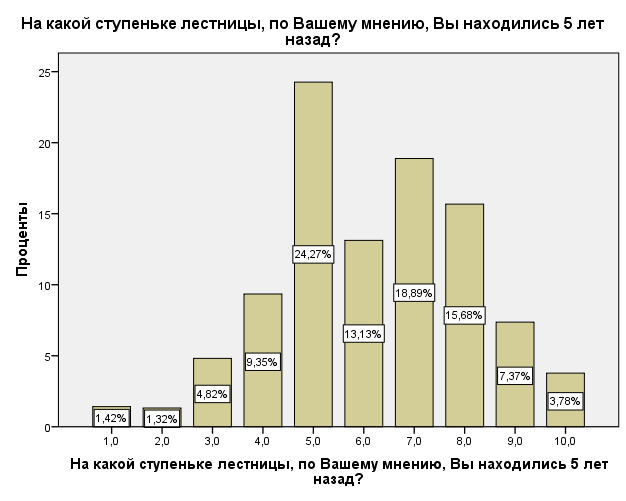 На какой ступеньке лестницы, по Вашему мнению, Вы находились 5 лет
назад?
Проценты
25
20
15
10
5
0
1,42%
1,32%
4,82%
9,35%
24,27%
13,13%
18,89%
15,68%
7,37%
3,78%
1,0 2,0 3,0 4,0 5,0 6,0 7,0 8,0 9,0 10,0
На какой ступеньке лестницы, по Вашему мнению, Вы находились 5 лет
назад?